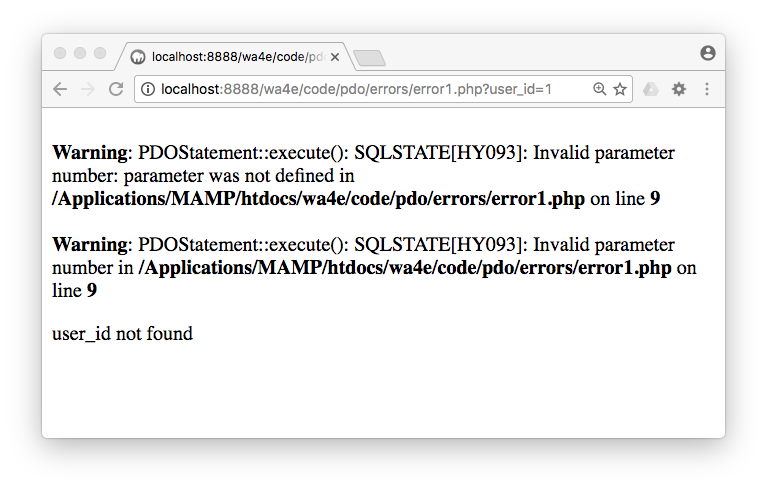 localhost:8888/wa4e/code/pd
localhost:8888/wa4e/code/pdo/errors/error1.php?user_id=1
Warning: PDOStatement::execute(): SQLSTATE[HY093]: Invalid parameter
number: parameter was not defined in
/Applications/MAMP/htdocs/wa4e/code/pdo/errors/error1.php on line 9
Warning: PDOStatement::execute(): SQLSTATE[HY093]: Invalid parameter
number in /Applications/MAMP/htdocs/wa4e/code/pdo/errors/error1.php on
line 9
user_id not found